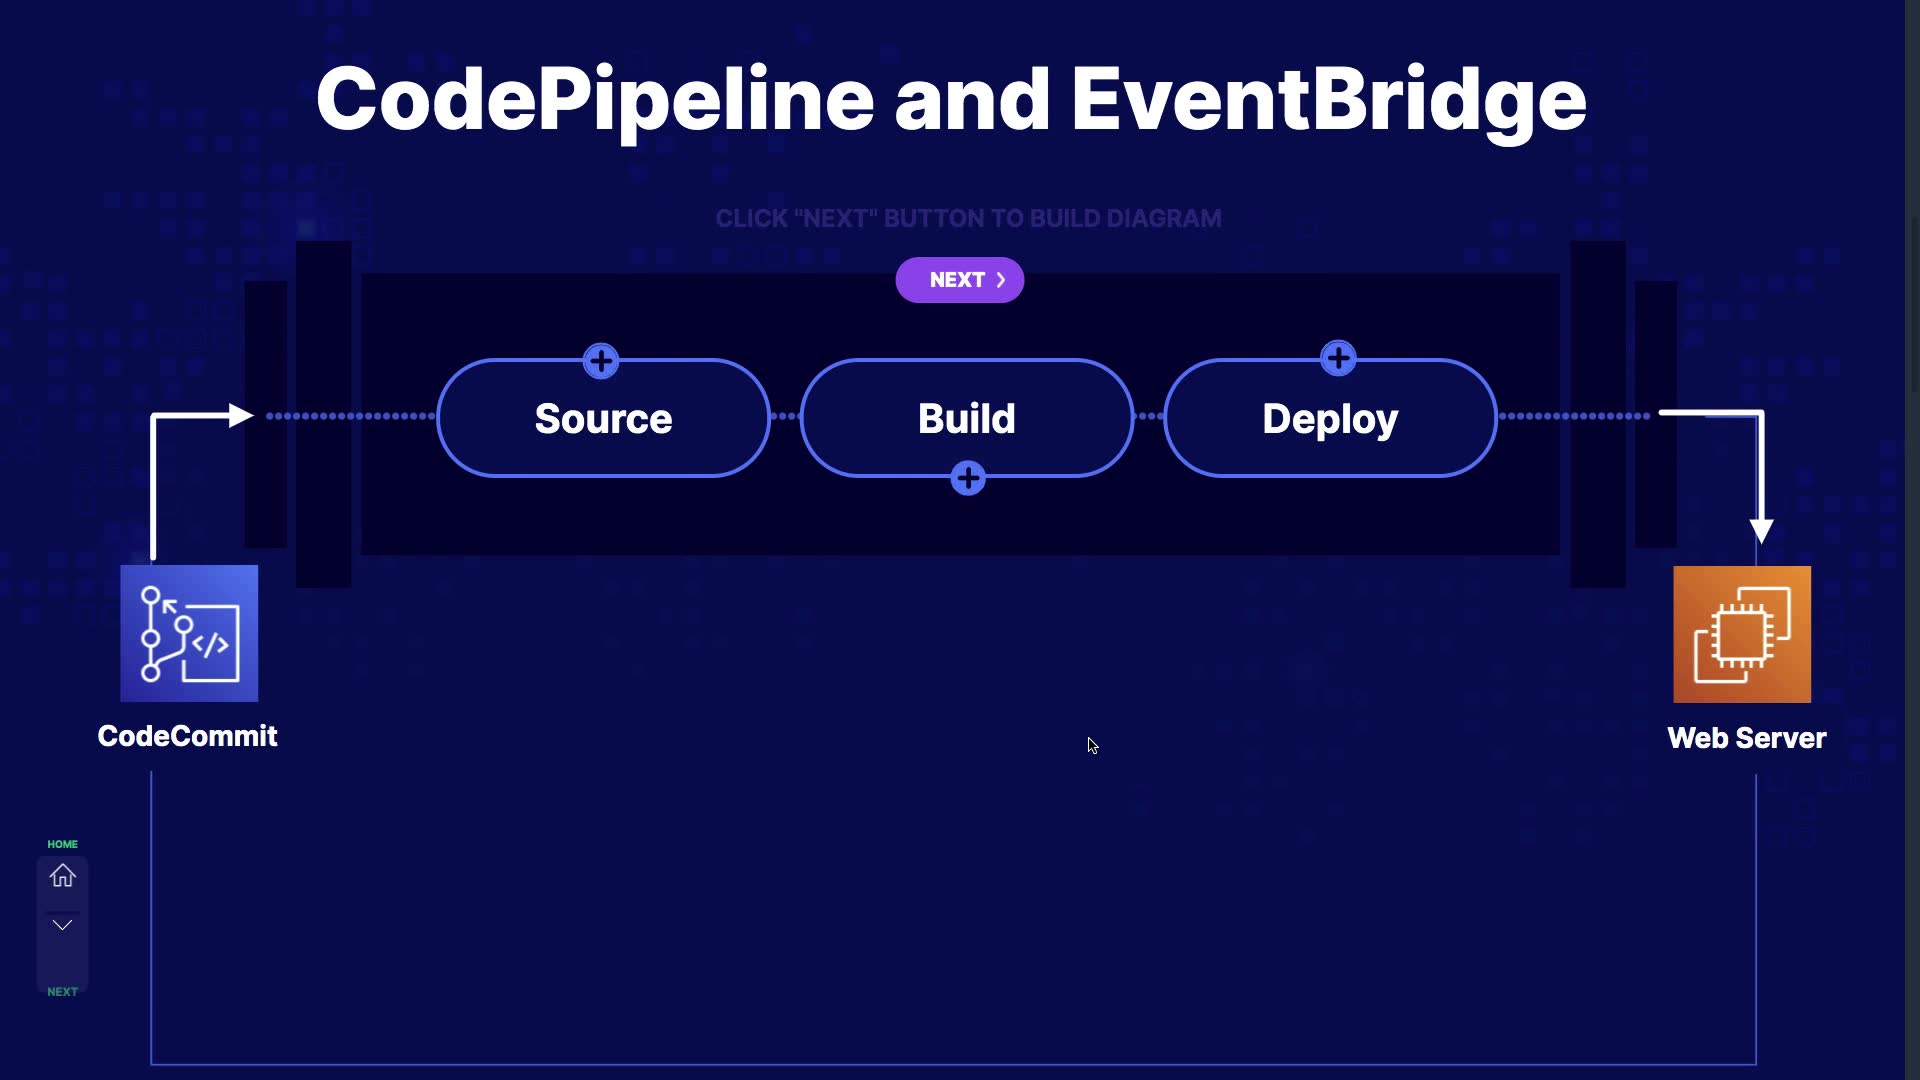 CodePipeline and EventBridge
CLICK "NEXT" BUTTON TO BUILD DIAGRAM
NEXT
Source
Build
Deploy
</>
CodeCommit
Web Server
HOME
NEXT